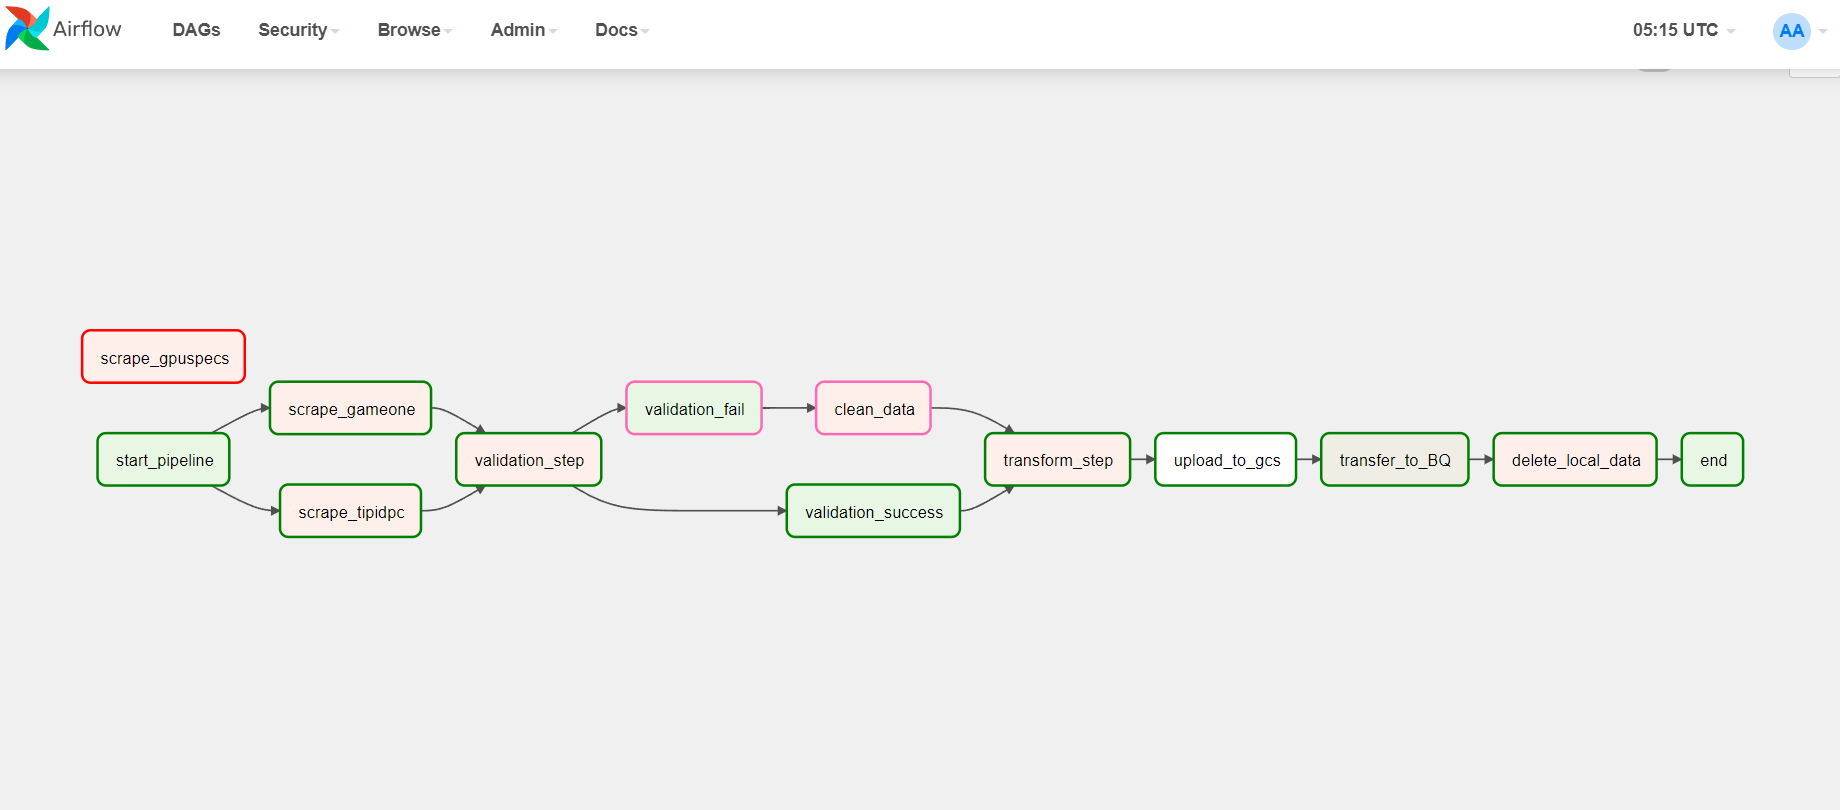 Airflow DAGs Security Browse Admin Docs 05:15 UTC AA
scrape_gpuspecs
scrape_gameone validation_fail clean_data
start_pipeline validation_step transform_step upload_to_gcs transfer_to_BQ delete_local_data end
scrape_tipidpc validation_success